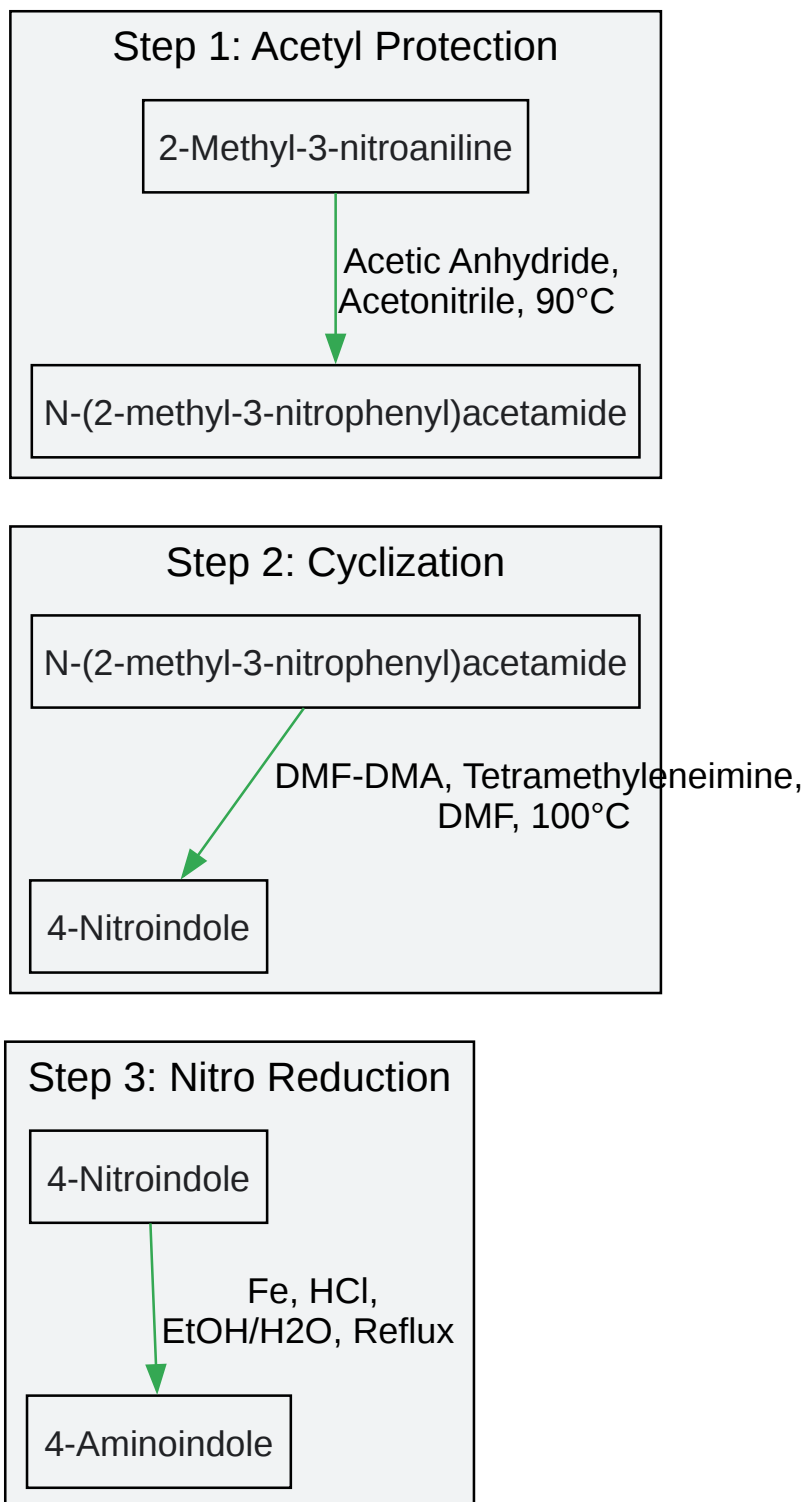 Step 1: Acetyl Protection
2-Methyl-3-nitroaniline
Acetic Anhydride,
Acetonitrile, 90°C
N-(2-methyl-3-nitrophenyl)acetamide
Step 2: Cyclization
N-(2-methyl-3-nitrophenyl)acetamide
DMF-DMA, Tetramethyleneimine,
DMF, 100°C
4-Nitroindole
Step 3: Nitro Reduction
4-Nitroindole
Fe, HCl,
EtOH/H2O, Reflux
4-Aminoindole